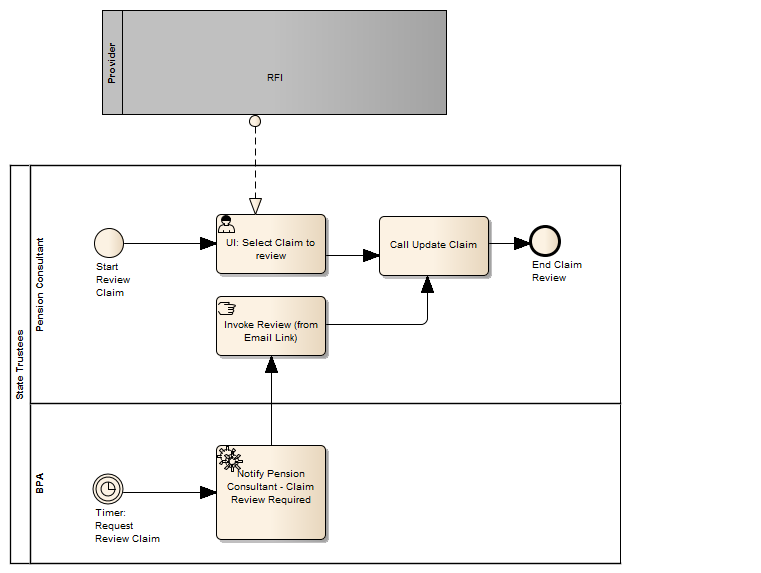 Provider
RFI
State Trustees
Pension Consultant
Start
Review
Claim
UI: Select Claim to
review
Call Update Claim
End Claim
Review
Invoke Review (from
Email Link)
BPA
Timer:
Request
Review Claim
Notify Pension
Consultant - Claim
Review Required